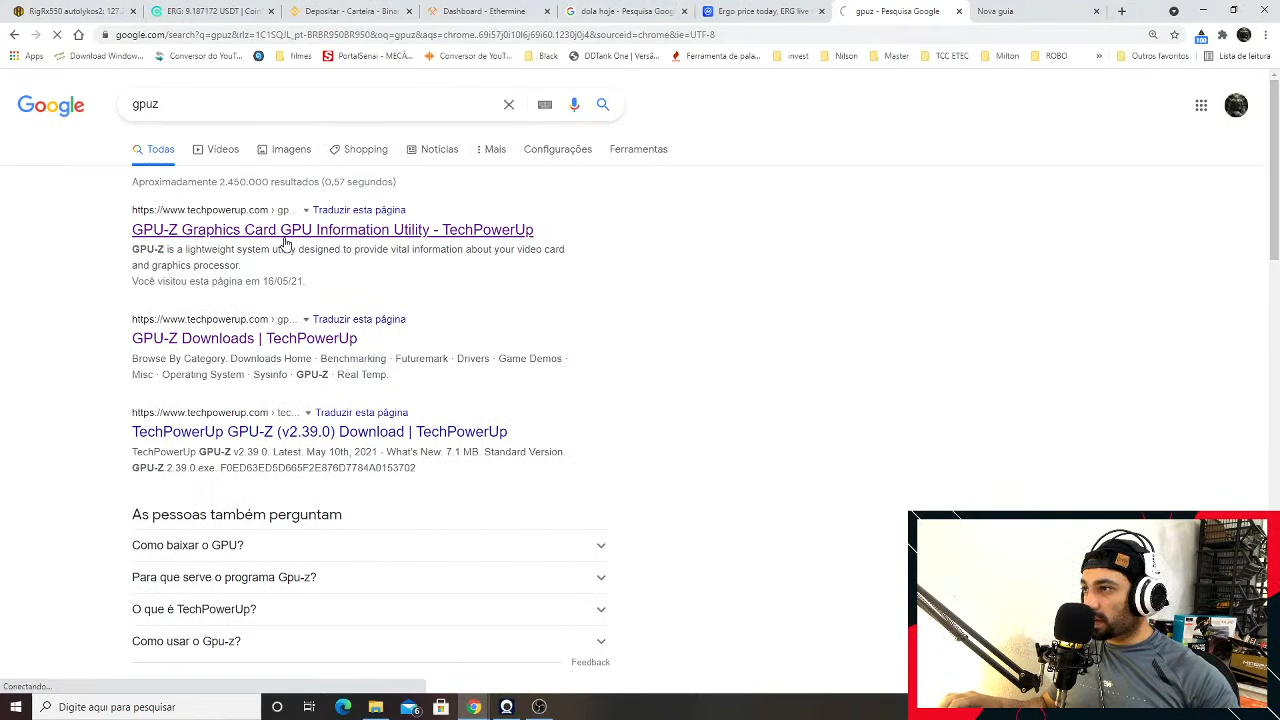 RigRx550 autolykos2: 12:
ERG: 9.187172 USDT | Coin
Depositar - Carteira - Binan
Dashboard - Ethermine
dola hoje - Pesquisa Goog
Ergo price today, ERG live
gpuz - Pesquisa Google
Nova guia
google.com/search?q=gpuz&rlz=1C1SQJL_pt-BRBR950BR950&oq=gpuz&aqs=chrome..69i57j0i10l6j69i60.1230j0j4&sourceid=chrome&ie=UTF-8
100
Apps
Download Window...
Conversor do YouT...
filmes
PortalSenai - MECÂ...
Conversor de YouT...
Black
DDTank One ( Versã...
Ferramenta de pala...
invest
Nilson
Master
TCC ETEC
Milton
ROBO
»
Outros favoritos
Lista de leitura
Google
gpuz
Todas
Vídeos
Imagens
Shopping
Notícias
Mais
Configurações
Ferramentas
Aproximadamente 2.450.000 resultados (0,57 segundos)
https://www.techpowerup.com › gp... Traduzir esta página
GPU-Z Graphics Card GPU Information Utility - TechPowerUp
GPU-Z is a lightweight system utility designed to provide vital information about your video card
and graphics processor.
Você visitou esta página em 16/05/21.
https://www.techpowerup.com › gp... Traduzir esta página
GPU-Z Downloads | TechPowerUp
Browse By Category. Downloads Home · Benchmarking · Futuremark · Drivers · Game Demos ·
Misc · Operating System · Sysinfo · GPU-Z · Real Temp.
https://www.techpowerup.com › tec... Traduzir esta página
TechPowerUp GPU-Z (v2.39.0) Download | TechPowerUp
TechPowerUp GPU-Z v2.39.0. Latest. May 10th, 2021 - What's New. 7.1 MB. Standard Version.
GPU-Z.2.39.0.exe. F0ED63ED5D665F2E876D7784A0153702
As pessoas também perguntam
Como baixar o GPU?
Para que serve o programa Gpu-z?
O que é TechPowerUp?
Como usar o Gpu-z?
Feedback
Conectando...
Digite aqui para pesquisar
6